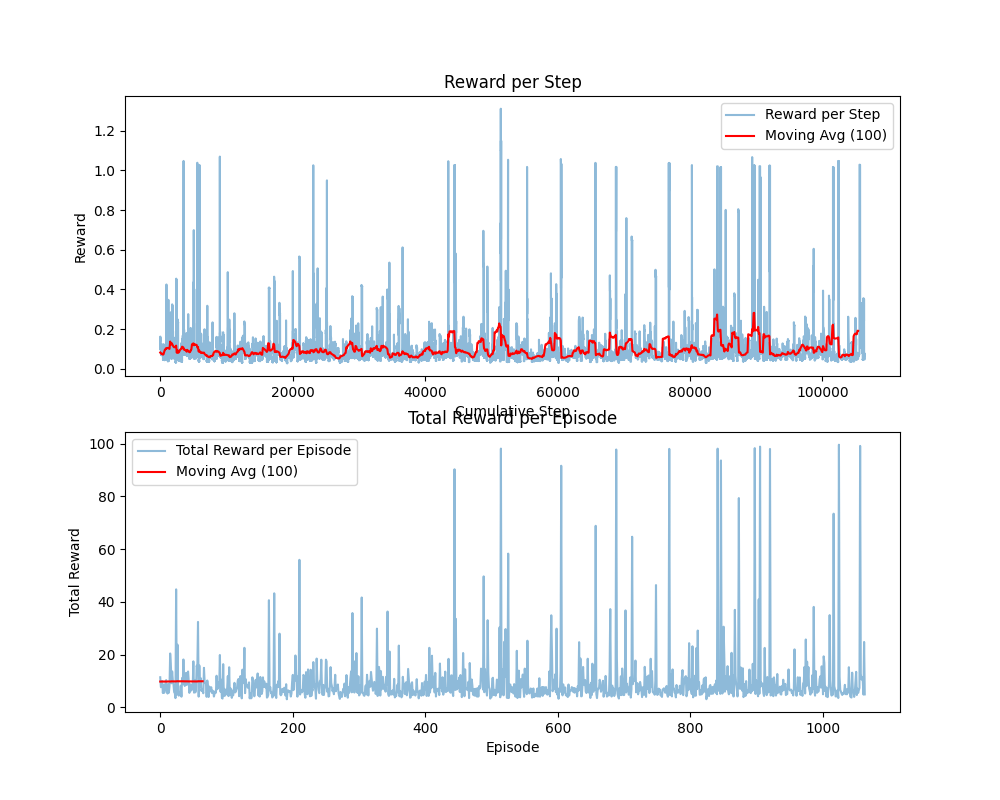 Reward per Step
Reward per Step
Moving Avg (100)
Reward
1.2
1.0
0.8
0.6
0.4
0.2
0.0
0 20000 40000 60000 80000 100000
Cumulative Step
Total Reward per Episode
Total Reward per Episode
Moving Avg (100)
Total Reward
100
80
60
40
20
0
0 200 400 600 800 1000
Episode